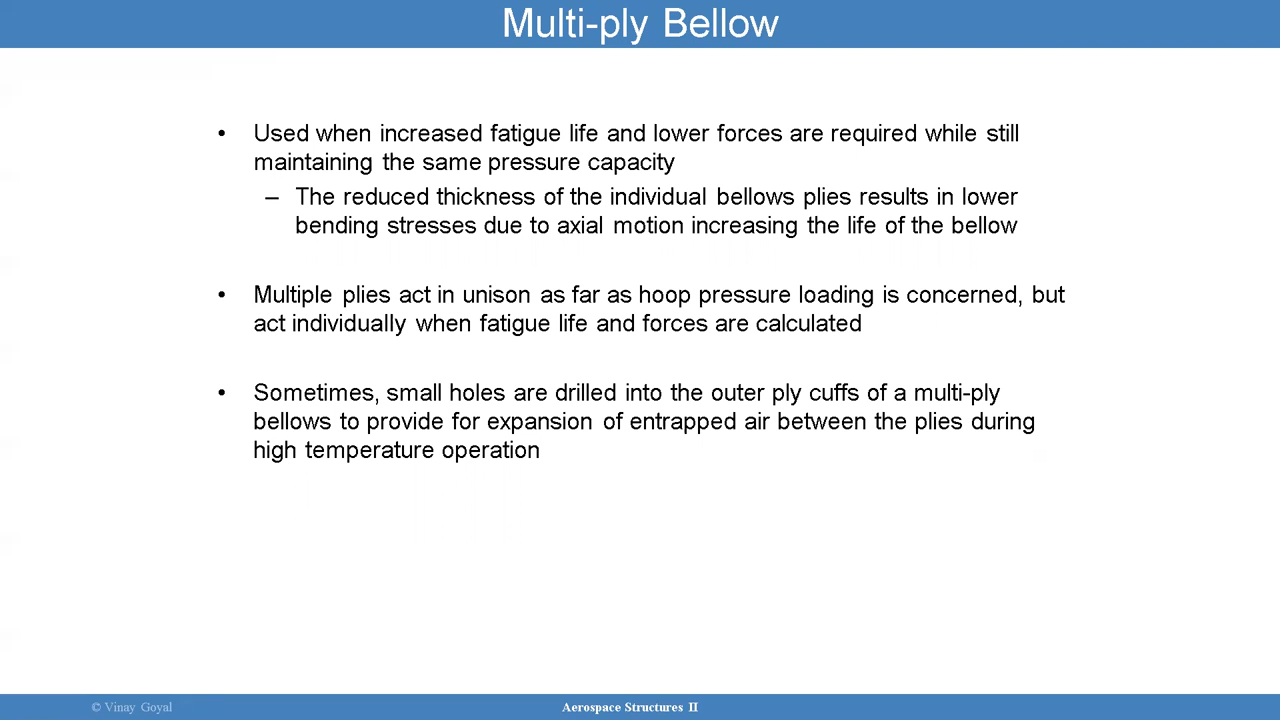 Multi-ply Bellow
• Used when increased fatigue life and lower forces are required while still
maintaining the same pressure capacity
– The reduced thickness of the individual bellows plies results in lower
bending stresses due to axial motion increasing the life of the bellow
• Multiple plies act in unison as far as hoop pressure loading is concerned, but
act individually when fatigue life and forces are calculated
• Sometimes, small holes are drilled into the outer ply cuffs of a multi-ply
bellows to provide for expansion of entrapped air between the plies during
high temperature operation
© Vinay Goyal
Aerospace Structures II